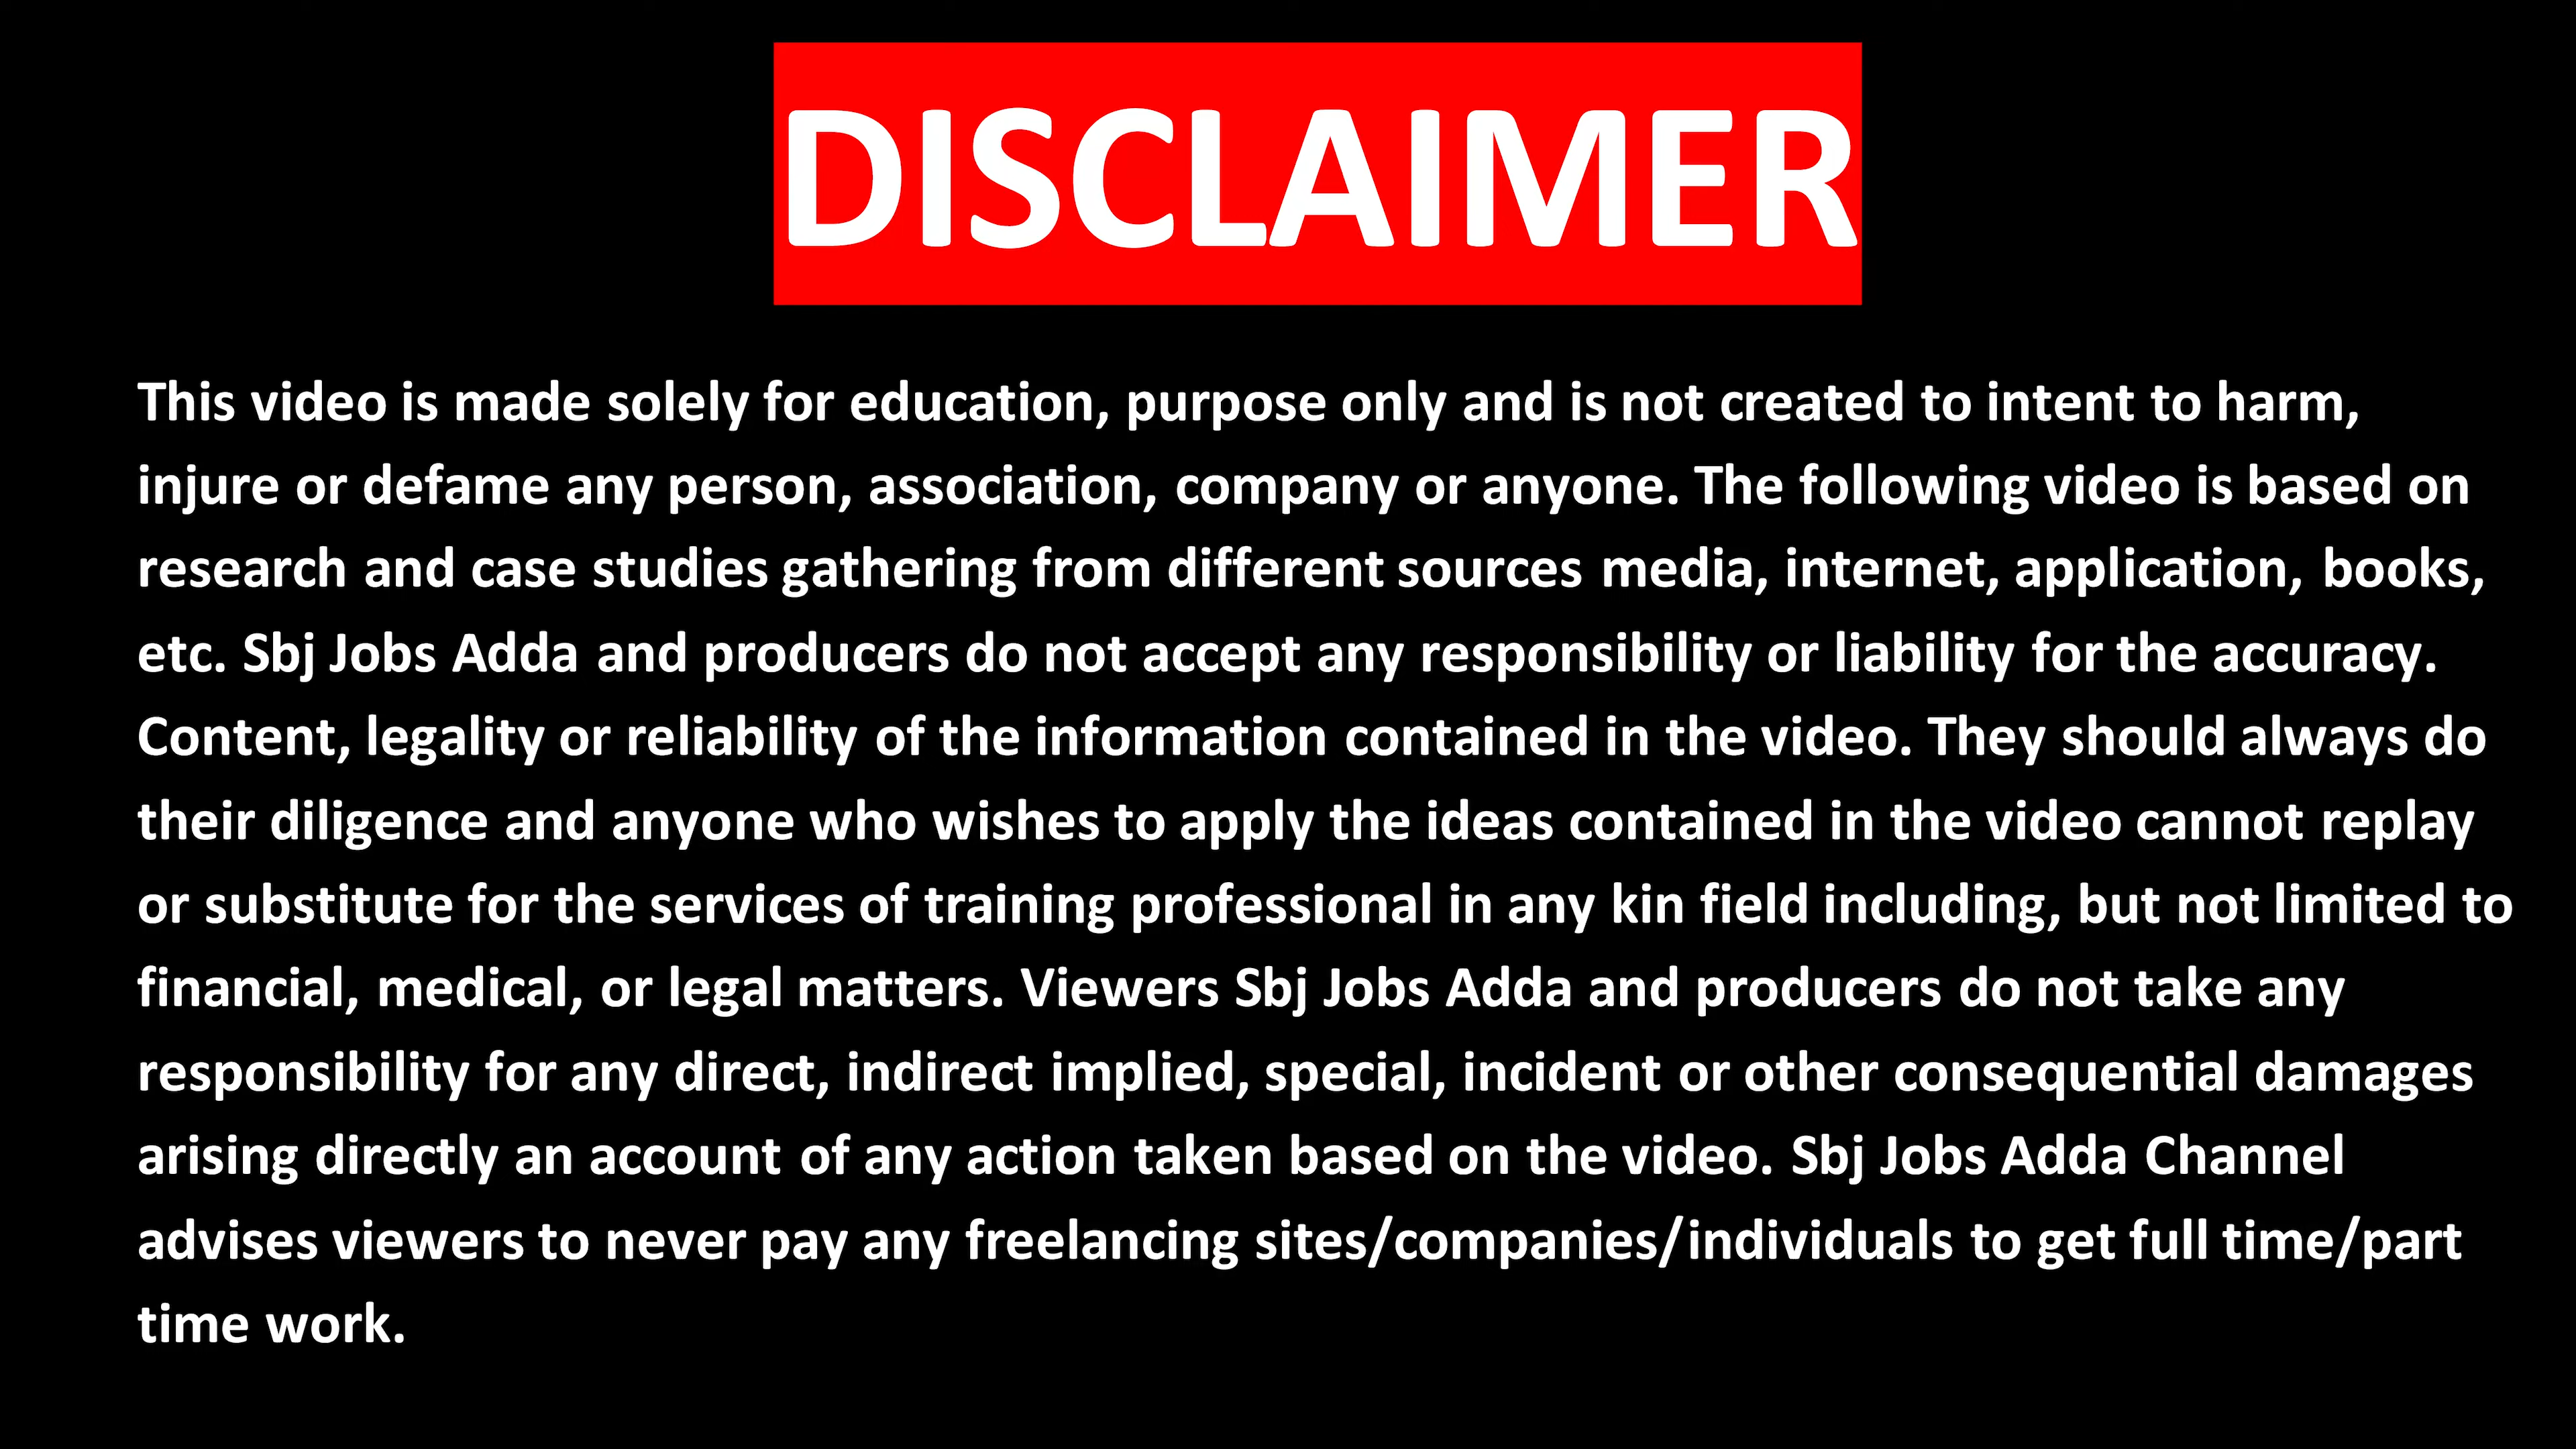 DISCLAIMER
This video is made solely for education, purpose only and is not created to intent to harm,
injure or defame any person, association, company or anyone. The following video is based on
research and case studies gathering from different sources media, internet, application, books,
etc. Sbj Jobs Adda and producers do not accept any responsibility or liability for the accuracy.
Content, legality or reliability of the information contained in the video. They should always do
their diligence and anyone who wishes to apply the ideas contained in the video cannot replay
or substitute for the services of training professional in any kin field including, but not limited to
financial, medical, or legal matters. Viewers Sbj Jobs Adda and producers do not take any
responsibility for any direct, indirect implied, special, incident or other consequential damages
arising directly an account of any action taken based on the video. Sbj Jobs Adda Channel
advises viewers to never pay any freelancing sites/companies/individuals to get full time/part
time work.